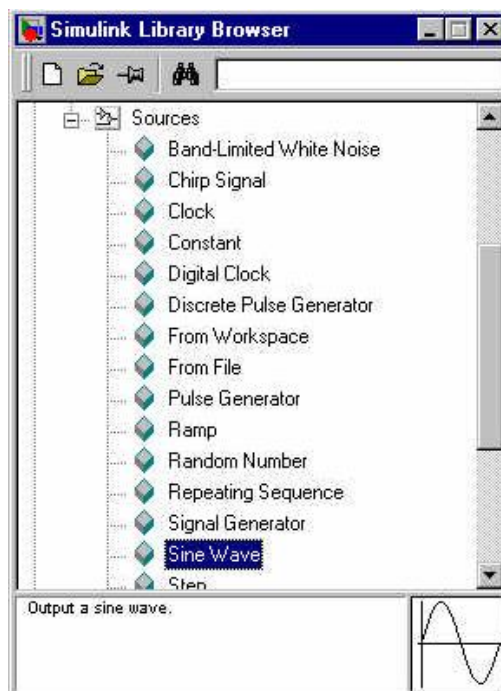 Simulink Library Browser
Sources
Band-Limited White Noise
Chirp Signal
Clock
Constant
Digital Clock
Discrete Pulse Generator
From Workspace
From File
Pulse Generator
Ramp
Random Number
Repeating Sequence
Signal Generator
Sine Wave
Step
Output a sine wave.